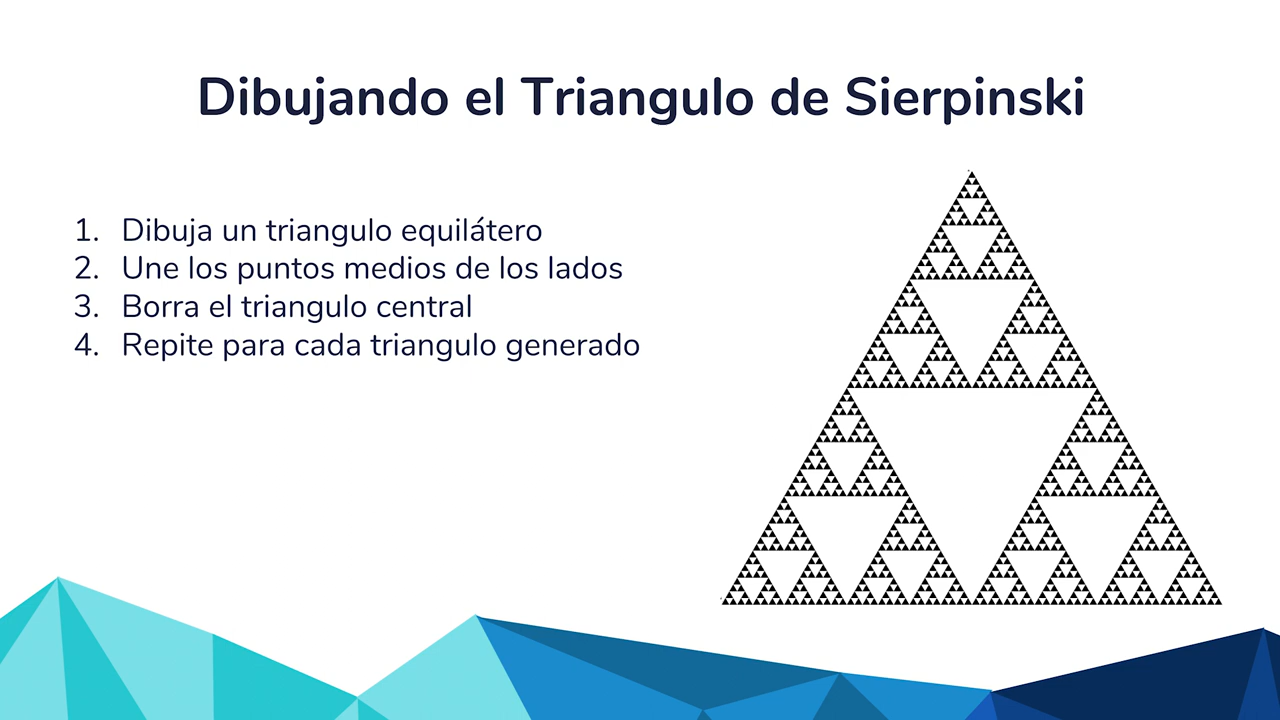 Dibujando el Triangulo de Sierpinski
1. Dibuja un triangulo equilátero
2. Une los puntos medios de los lados
3. Borra el triangulo central
4. Repite para cada triangulo generado